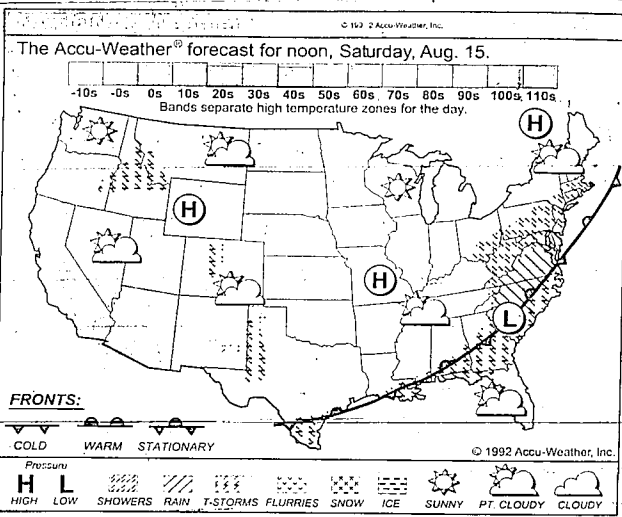 © 1992 Accu-Weather, Inc.
The Accu-Weather® forecast for noon, Saturday, Aug. 15.
-10s -0s 0s 10s 20s 30s 40s 50s 60s 70s 80s 90s 100s 110s
Bands separate high temperature zones for the day.
H
H
H
L
FRONTS:
COLD WARM STATIONARY
© 1992 Accu-Weather, Inc.
Pressure
H L
HIGH LOW SHOWERS RAIN T-STORMS FLURRIES SNOW ICE SUNNY PT. CLOUDY CLOUDY